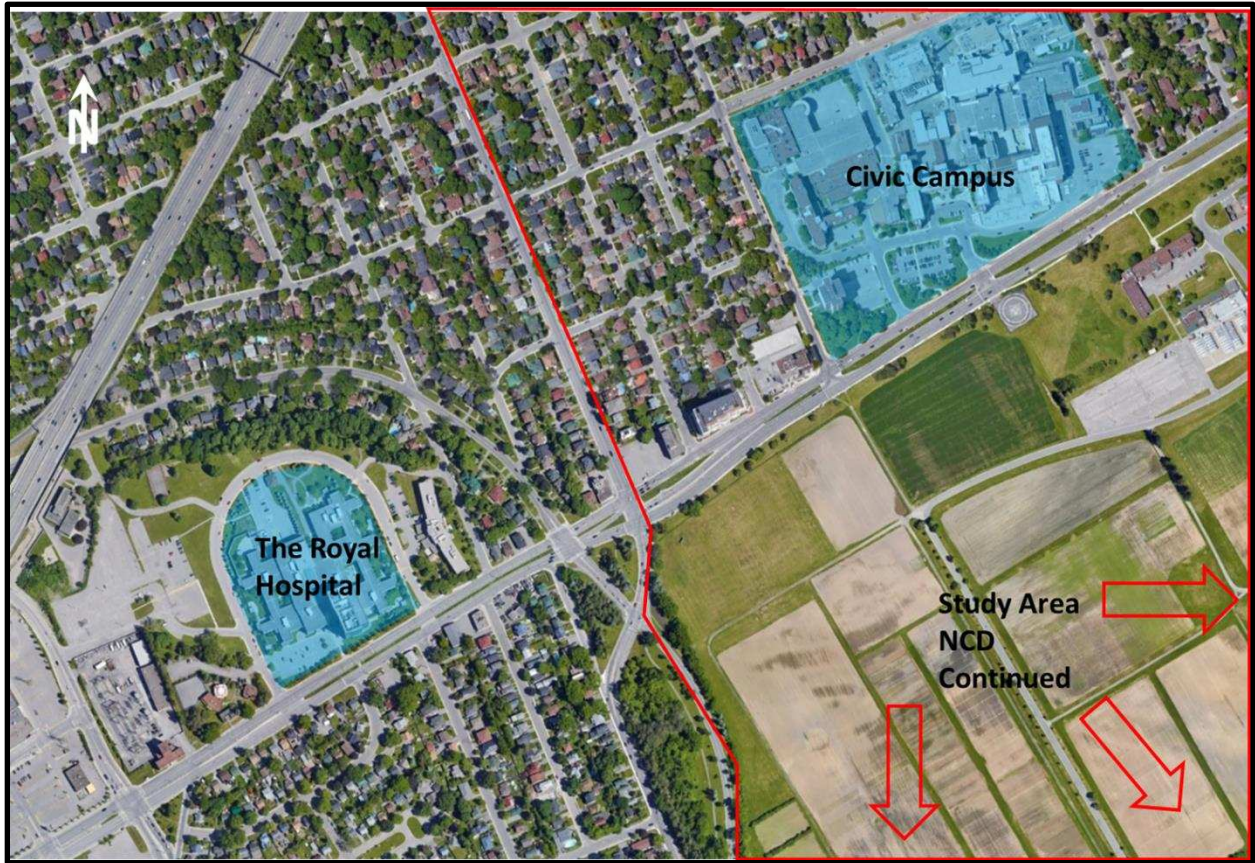 N
Civic Campus
The Royal
Hospital
Study Area
NCD
Continued